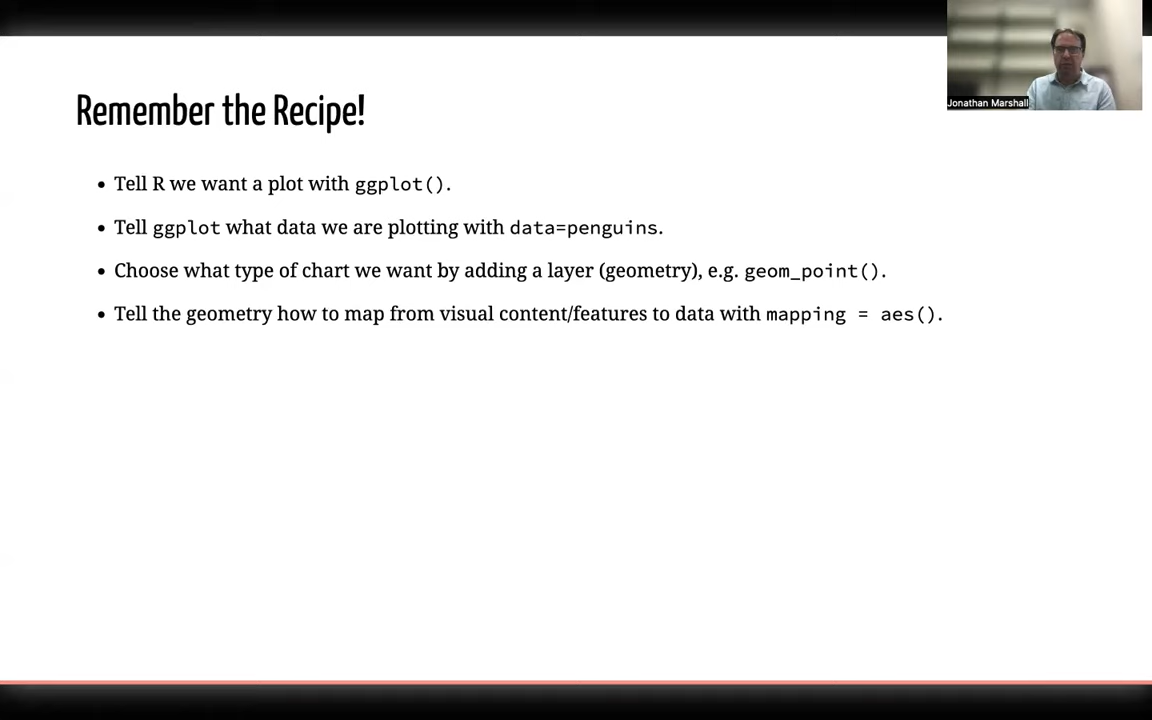 Jonathan Marshall
Remember the Recipe!
• Tell R we want a plot with ggplot().
• Tell ggplot what data we are plotting with data=penguins.
• Choose what type of chart we want by adding a layer (geometry), e.g. geom_point().
• Tell the geometry how to map from visual content/features to data with mapping = aes().